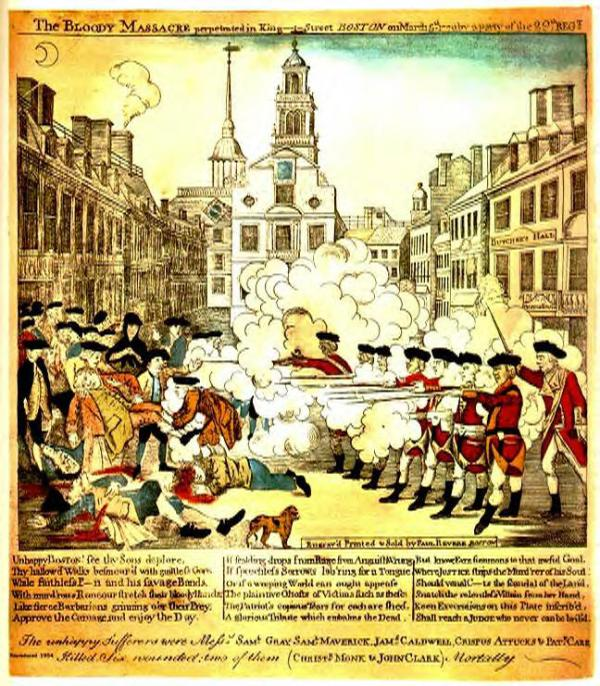 The BLOODY MASSACRE perpetrated in King Street BOSTON on March 5th by a party of the 29th REGT
BUTCHER'S HALL
Engrav'd Printed & Sold by PAUL REVERE BOSTON
Unhappy BOSTON! see thy Sons deplore,
Thy hallow'd Walks besmear'd with guiltless Gore.
While faithless P—n and his savage Bands,
With murd'rous Rancour stretch their bloody Hands;
Like fierce Barbarians grinning o'er their Prey,
Approve the Carnage, and enjoy the Day.
If scalding drops from Rage from Anguish Wrung
If speechless Sorrows lab'ring for a Tongue,
Or if a weeping World can ought appease
The plaintive Ghosts of Victims such as these;
The Patriot's copious Tears for each are shed,
A glorious Tribute which embalms the Dead.
But know, FATE summons to that awful Goal,
Where JUSTICE strips the Murd'rer of his Soul:
Should venal C—ts the scandal of the Land,
Snatch the relentless Villain from her Hand,
Keen Execrations on this Plate inscrib'd,
Shall reach a JUDGE who never can be brib'd.
The unhappy Sufferers were Messs SAML GRAY, SAML MAVERICK, JAMS CALDWELL, CRISPUS ATTUCKS & PATK CARR
Killed. Six wounded; two of them (CHRISTR MONK & JOHN CLARK) Mortally